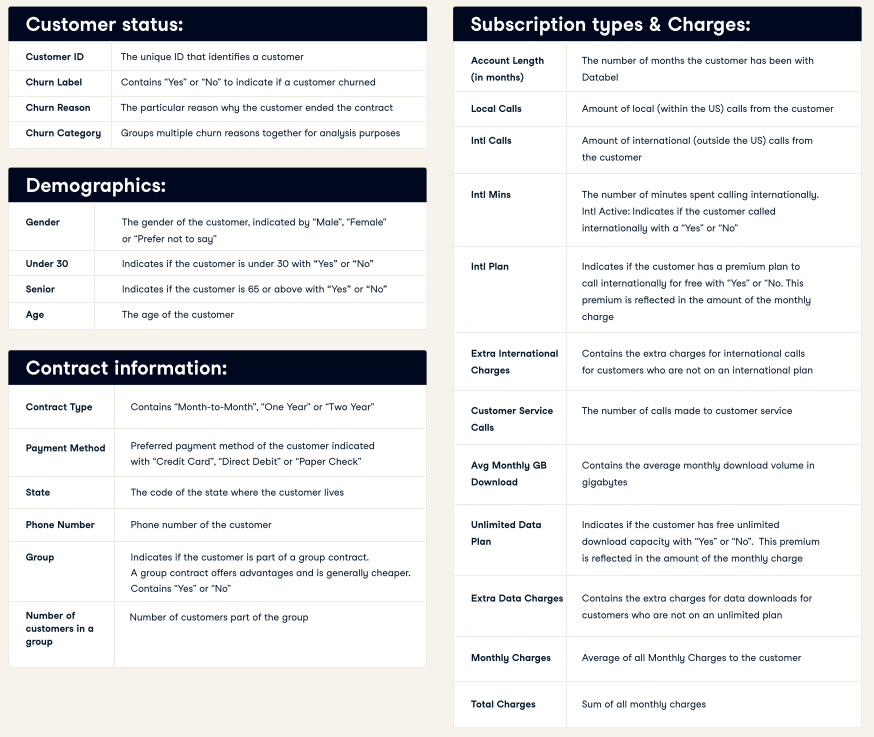 Customer status:
Customer ID The unique ID that identifies a customer
Churn Label Contains “Yes” or “No” to indicate if a customer churned
Churn Reason The particular reason why the customer ended the contract
Churn Category Groups multiple churn reasons together for analysis purposes
Demographics:
Gender The gender of the customer, indicated by “Male”, “Female”
or “Prefer not to say”
Under 30 Indicates if the customer is under 30 with “Yes” or “No”
Senior Indicates if the customer is 65 or above with “Yes” or “No”
Age The age of the customer
Contract information:
Contract Type Contains “Month-to-Month”, “One Year” or “Two Year”
Payment Method Preferred payment method of the customer indicated
with “Credit Card”, “Direct Debit” or “Paper Check”
State The code of the state where the customer lives
Phone Number Phone number of the customer
Group Indicates if the customer is part of a group contract.
A group contract offers advantages and is generally cheaper.
Contains “Yes” or “No”
Number of Number of customers part of the group
customers in a
group
Subscription types & Charges:
Account Length The number of months the customer has been with
(in months) Databel
Local Calls Amount of local (within the US) calls from the customer
Intl Calls Amount of international (outside the US) calls from
the customer
Intl Mins The number of minutes spent calling internationally.
Intl Active: Indicates if the customer called
internationally with a “Yes” or “No”
Intl Plan Indicates if the customer has a premium plan to
call internationally for free with “Yes” or “No. This
premium is reflected in the amount of the monthly
charge
Extra International Contains the extra charges for international calls
Charges for customers who are not on an international plan
Customer Service The number of calls made to customer service
Calls
Avg Monthly GB Contains the average monthly download volume in
Download gigabytes
Unlimited Data Indicates if the customer has free unlimited
Plan download capacity with “Yes” or “No”. This premium
is reflected in the amount of the monthly charge
Extra Data Charges Contains the extra charges for data downloads for
customers who are not on an unlimited plan
Monthly Charges Average of all Monthly Charges to the customer
Total Charges Sum of all monthly charges